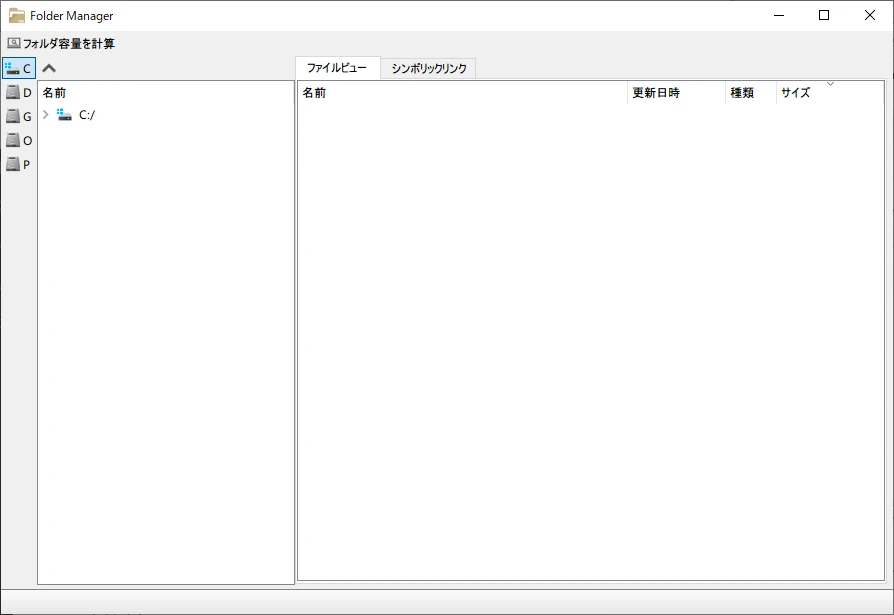 Folder Manager
フォルダ容量を計算
C
D
G
O
P
名前
C:/
ファイルビュー シンボリックリンク
名前 更新日時 種類 サイズ